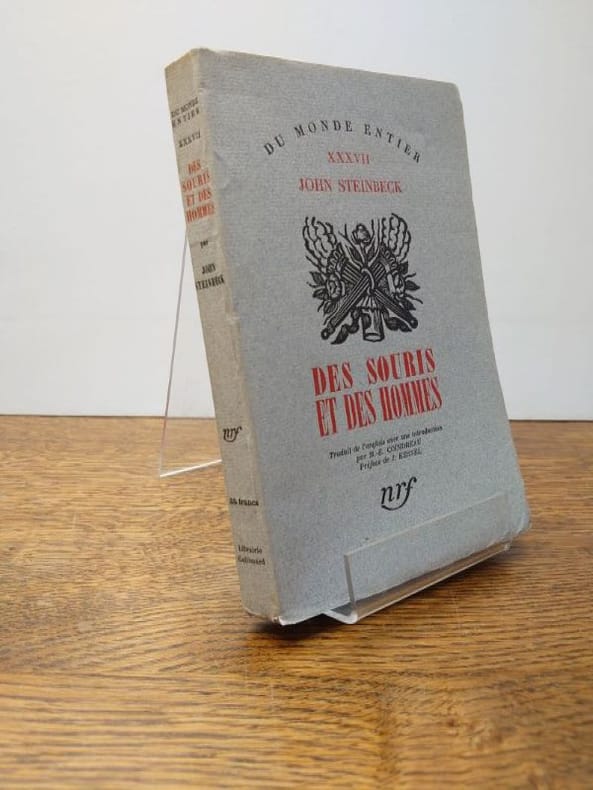 DU MONDE ENTIER
XXXVII
JOHN STEINBECK
DES SOURIS
ET DES HOMMES
Traduit de l'anglais avec une introduction
par M.-E. COINDREAU
Préface de J. KESSEL
nrf
DU MONDE
ENTIER
XXXVII
DES
SOURIS
ET DES
HOMMES
par
JOHN
STEINBECK
nrf
francs
Librairie
Gallimard